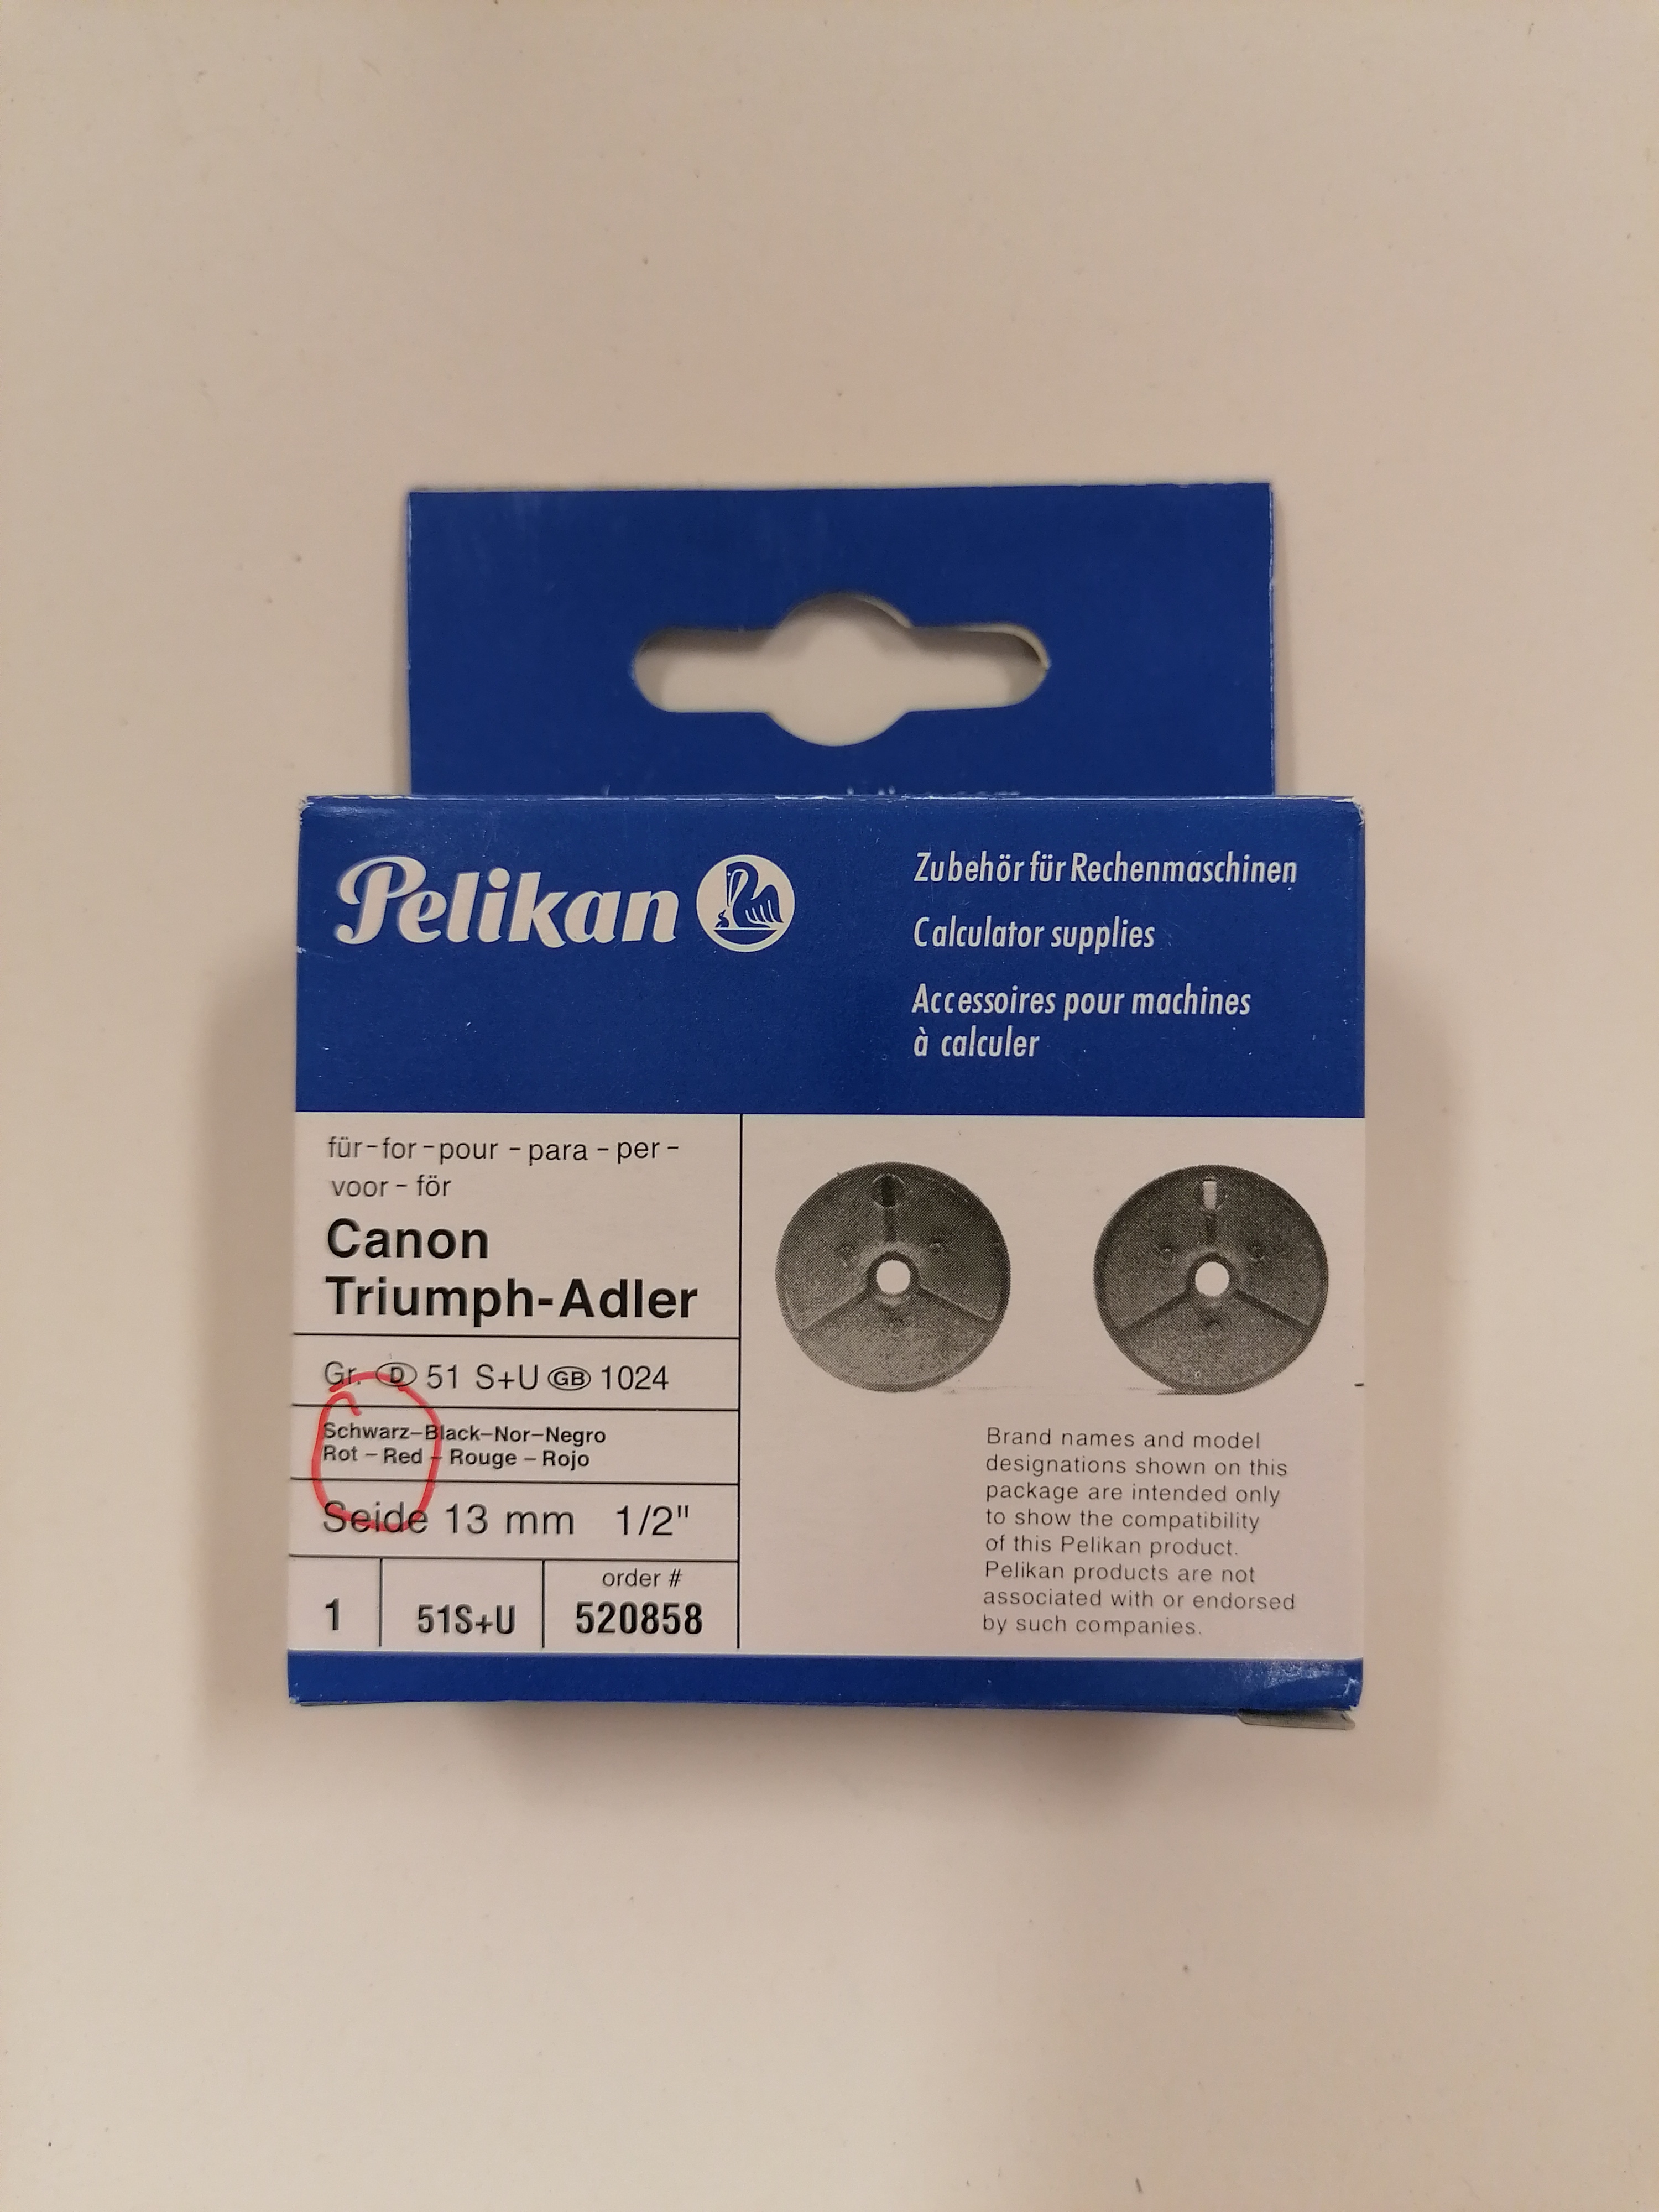 Pelikan
Zubehör für Rechenmaschinen
Calculator supplies
Accessoires pour machines
à calculer
für-for-pour-para-per-
voor-för
Canon
Triumph-Adler
Gr. D 51 S+U GB 1024
Schwarz-Black-Nor-Negro
Rot-Red-Rouge-Rojo
Seide 13 mm 1/2"
1
51S+U
order #
520858
Brand names and model
designations shown on this
package are intended only
to show the compatibility
of this Pelikan product.
Pelikan products are not
associated with or endorsed
by such companies.